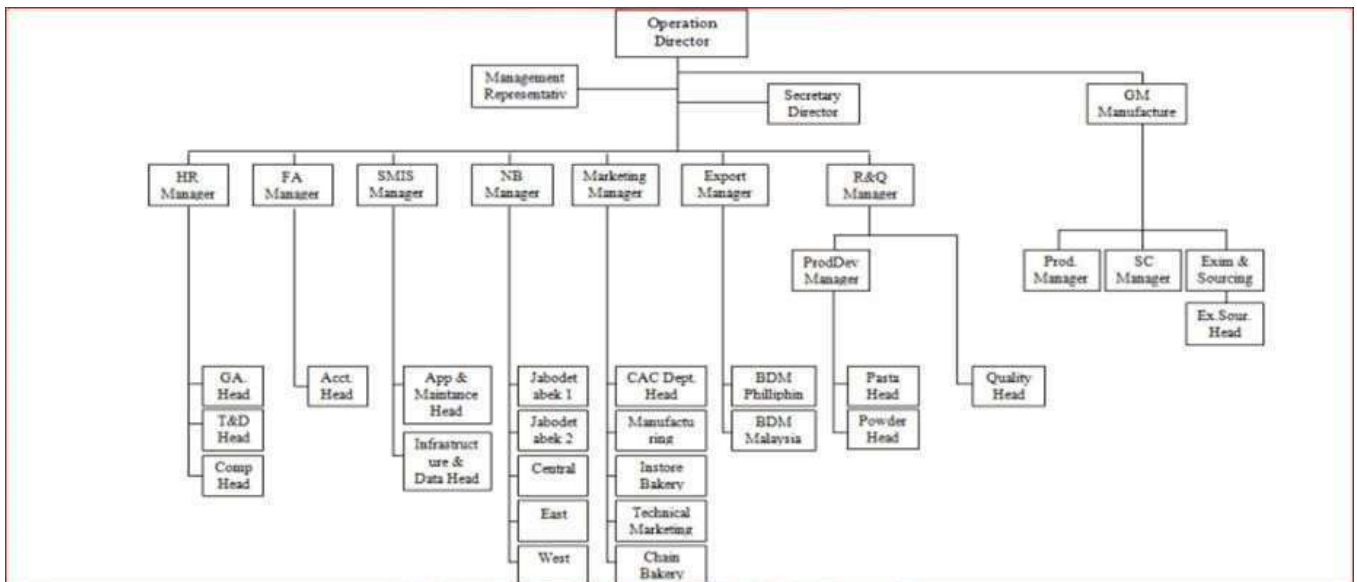 Operation
Director
Management
Representativ
Secretary
Director
GM
Manufacture
HR
Manager
FA
Manager
SMIS
Manager
NB
Manager
Marketing
Manager
Export
Manager
R&Q
Manager
ProdDev
Manager
Prod.
Manager
SC
Manager
Exim &
Sourcing
Ex.Sour.
Head
GA.
Head
T&D
Head
Comp
Head
Acct.
Head
App &
Maintance
Head
Infrastruct
ure &
Data Head
Jabodet
abek 1
Jabodet
abek 2
Central
East
West
CAC Dept.
Head
Manufactu
ring
Instore
Bakery
Technical
Marketing
Chain
Bakery
BDM
Philliphin
BDM
Malaysia
Pasta
Head
Powder
Head
Quality
Head